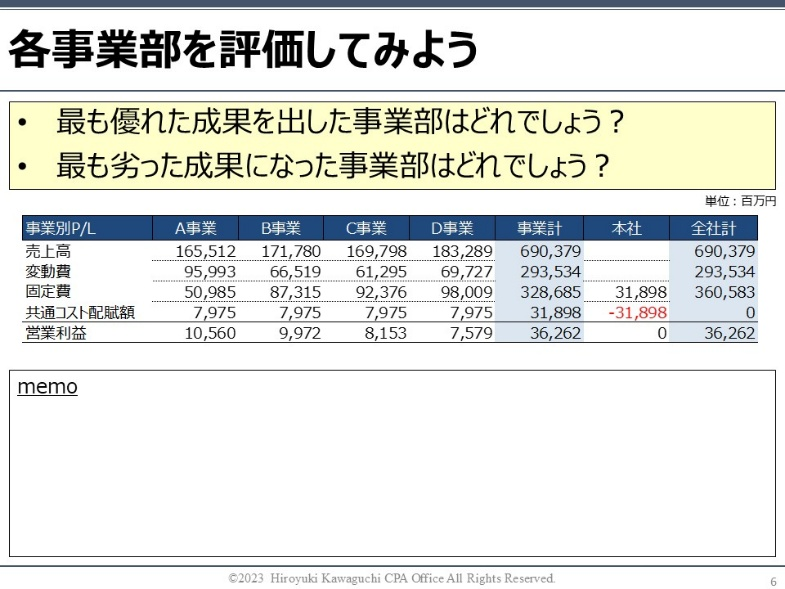 各事業部を評価してみよう
• 最も優れた成果を出した事業部はどれでしょう？
• 最も劣った成果になった事業部はどれでしょう？
単位：百万円
事業別P/L A事業 B事業 C事業 D事業 事業計 本社 全社計
売上高 165,512 171,780 169,798 183,289 690,379 690,379
変動費 95,993 66,519 61,295 69,727 293,534 293,534
固定費 50,985 87,315 92,376 98,009 328,685 31,898 360,583
共通コスト配賦額 7,975 7,975 7,975 7,975 31,898 -31,898 0
営業利益 10,560 9,972 8,153 7,579 36,262 0 36,262
memo
©2023 Hiroyuki Kawaguchi CPA Office All Rights Reserved.
6